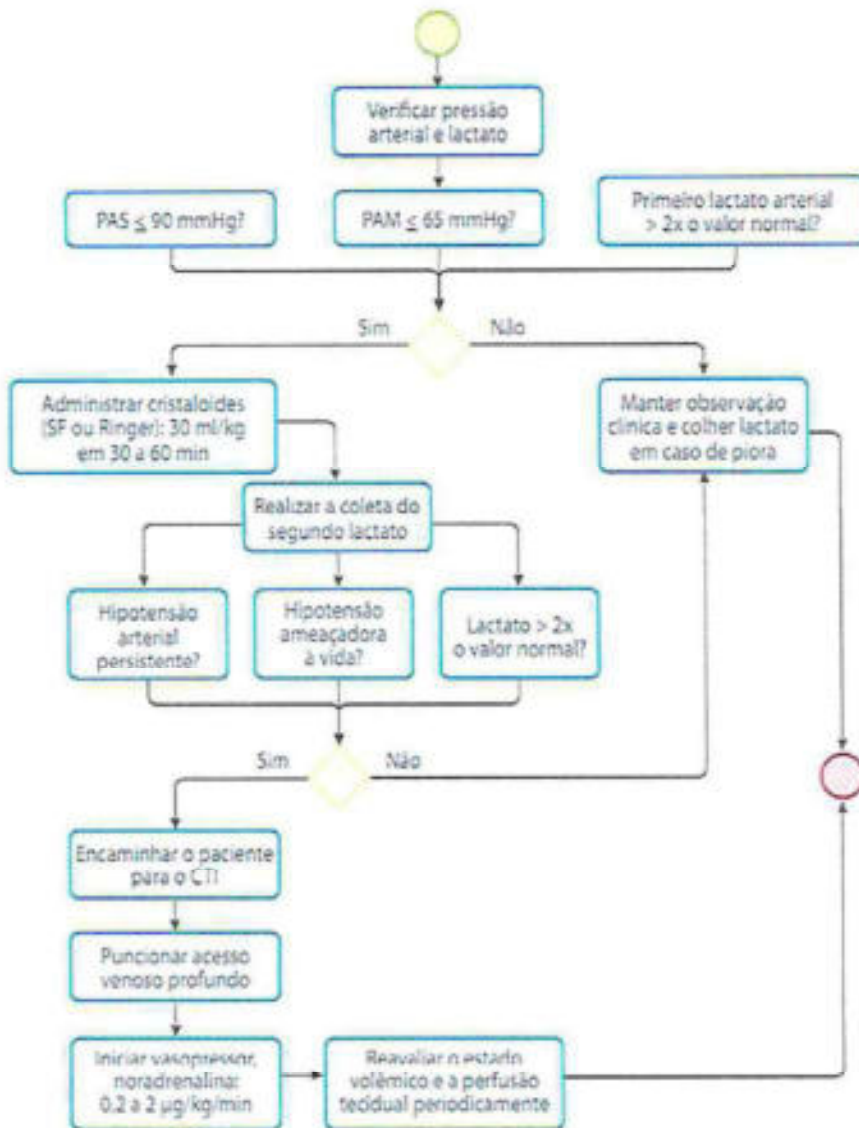 Verificar pressão
arterial e lactato
PAS ≤ 90 mmHg?
PAM ≤ 65 mmHg?
Primeiro lactato arterial
> 2x o valor normal?
Sim
Não
Administrar cristaloides
(SF ou Ringer): 30 ml/kg
em 30 a 60 min
Manter observação
clínica e colher lactato
em caso de piora
Realizar a coleta do
segundo lactato
Hipotensão
arterial
persistente?
Hipotensão
ameaçadora
à vida?
Lactato > 2x
o valor normal?
Sim
Não
Encaminhar o paciente
para o CTI
Puncionar acesso
venoso profundo
Iniciar vasopressor,
noradrenalina:
0,2 a 2 µg/kg/min
Reavaliar o estado
volêmico e a perfusão
tecidual periodicamente